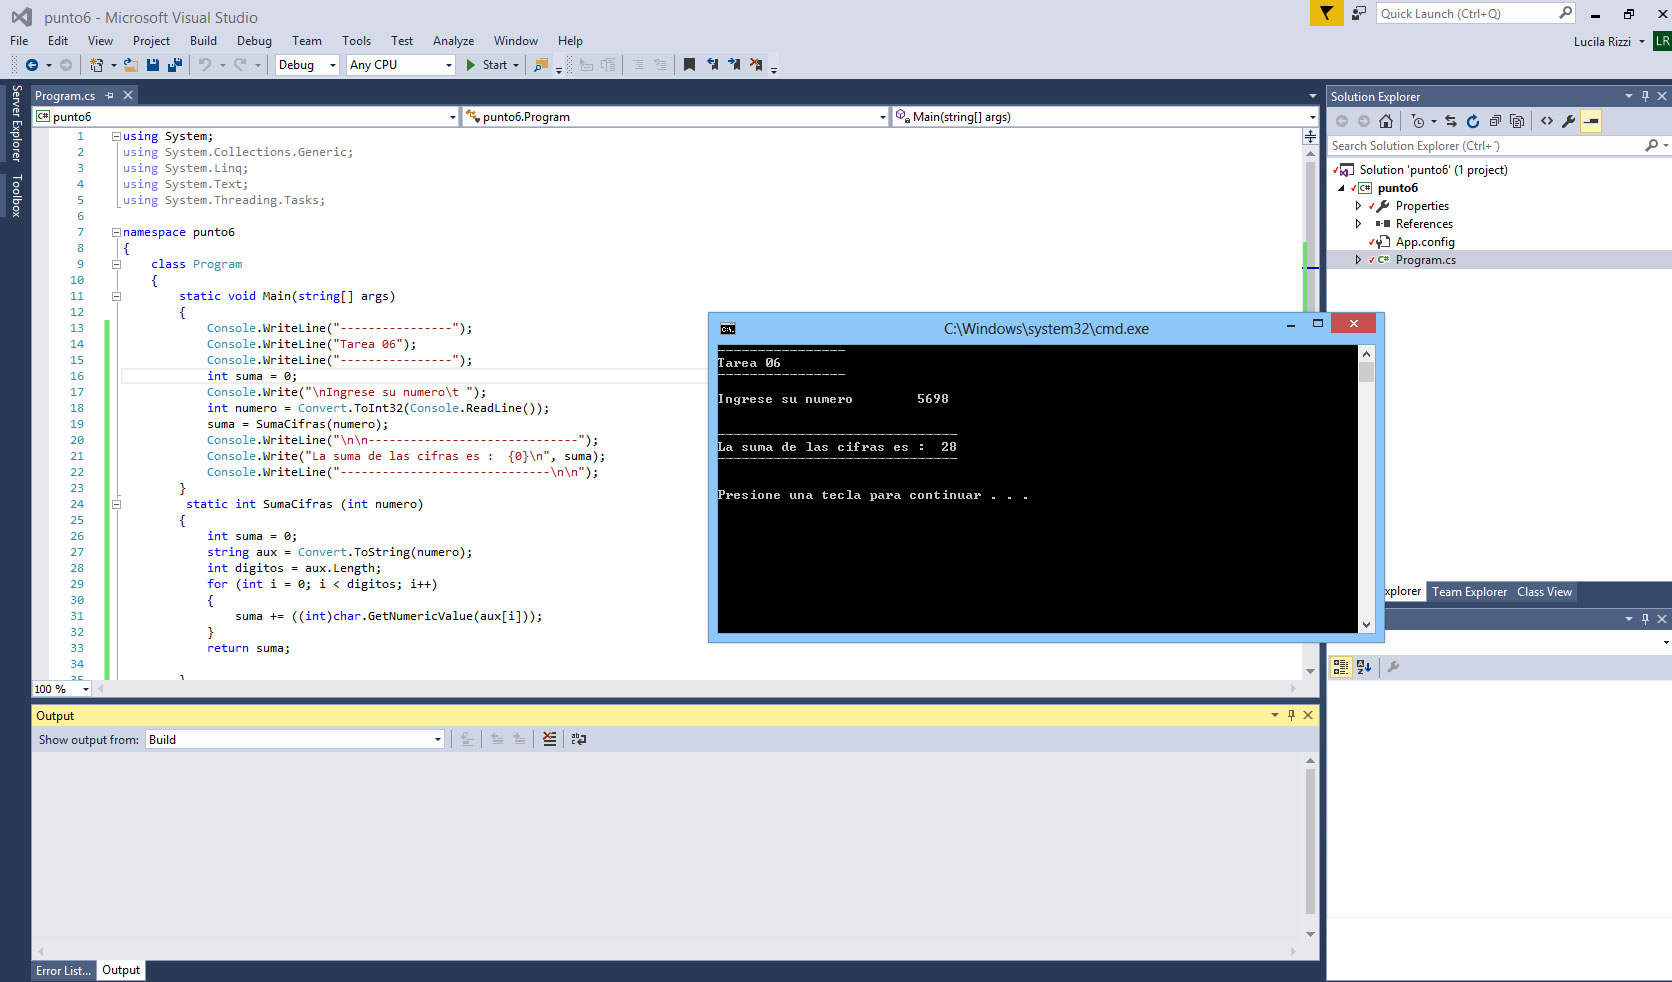 punto6 - Microsoft Visual Studio
Quick Launch (Ctrl+Q)
File Edit View Project Build Debug Team Tools Test Analyze Window Help
Lucila Rizzi LR
Debug Any CPU Start
Server Explorer
Toolbox
Program.cs
punto6 punto6.Program Main(string[] args)
1 using System;
2 using System.Collections.Generic;
3 using System.Linq;
4 using System.Text;
5 using System.Threading.Tasks;
6
7 namespace punto6
8 {
9 class Program
10 {
11 static void Main(string[] args)
12 {
13 Console.WriteLine("----------------");
14 Console.WriteLine("Tarea 06");
15 Console.WriteLine("----------------");
16 int suma = 0;
17 Console.Write("\nIngrese su numero\t ");
18 int numero = Convert.ToInt32(Console.ReadLine());
19 suma = SumaCifras(numero);
20 Console.WriteLine("\n\n------------------------------");
21 Console.Write("La suma de las cifras es :  {0}\n", suma);
22 Console.WriteLine("------------------------------\n\n");
23 }
24 static int SumaCifras (int numero)
25 {
26 int suma = 0;
27 string aux = Convert.ToString(numero);
28 int digitos = aux.Length;
29 for (int i = 0; i < digitos; i++)
30 {
31 suma += ((int)char.GetNumericValue(aux[i]));
32 }
33 return suma;
34
35 }
100 %
C:\Windows\system32\cmd.exe
----------------
Tarea 06
----------------
Ingrese su numero 5698
------------------------------
La suma de las cifras es :  28
------------------------------
Presione una tecla para continuar . . .
Solution Explorer
Search Solution Explorer (Ctrl+´)
Solution 'punto6' (1 project)
punto6
Properties
References
App.config
Program.cs
xplorer Team Explorer Class View
Output
Show output from: Build
Error List... Output